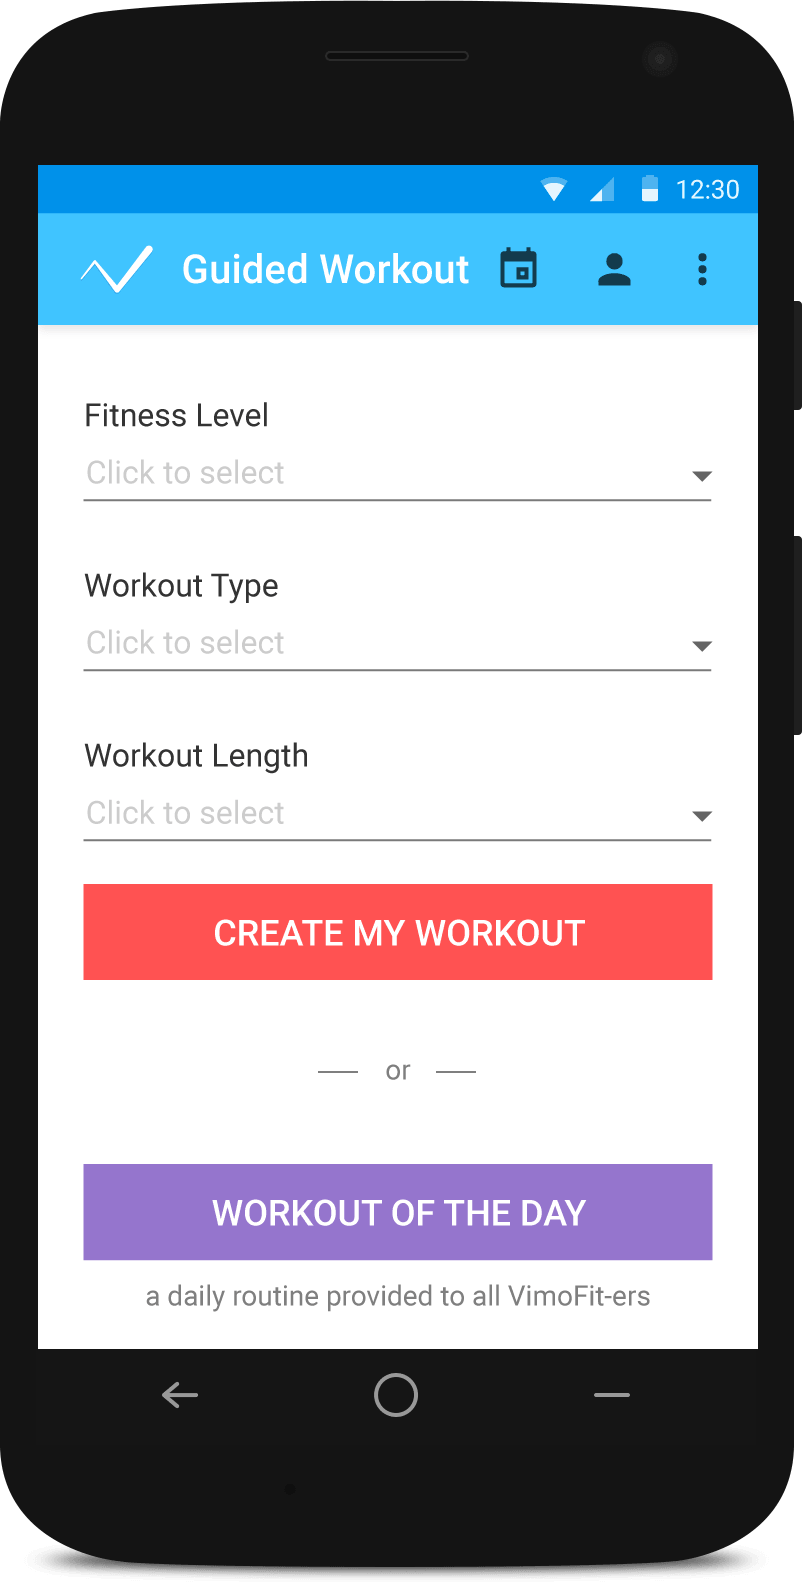 12:30
Guided Workout
Fitness Level
Click to select
Workout Type
Click to select
Workout Length
Click to select
CREATE MY WORKOUT
or
WORKOUT OF THE DAY
a daily routine provided to all VimoFit-ers